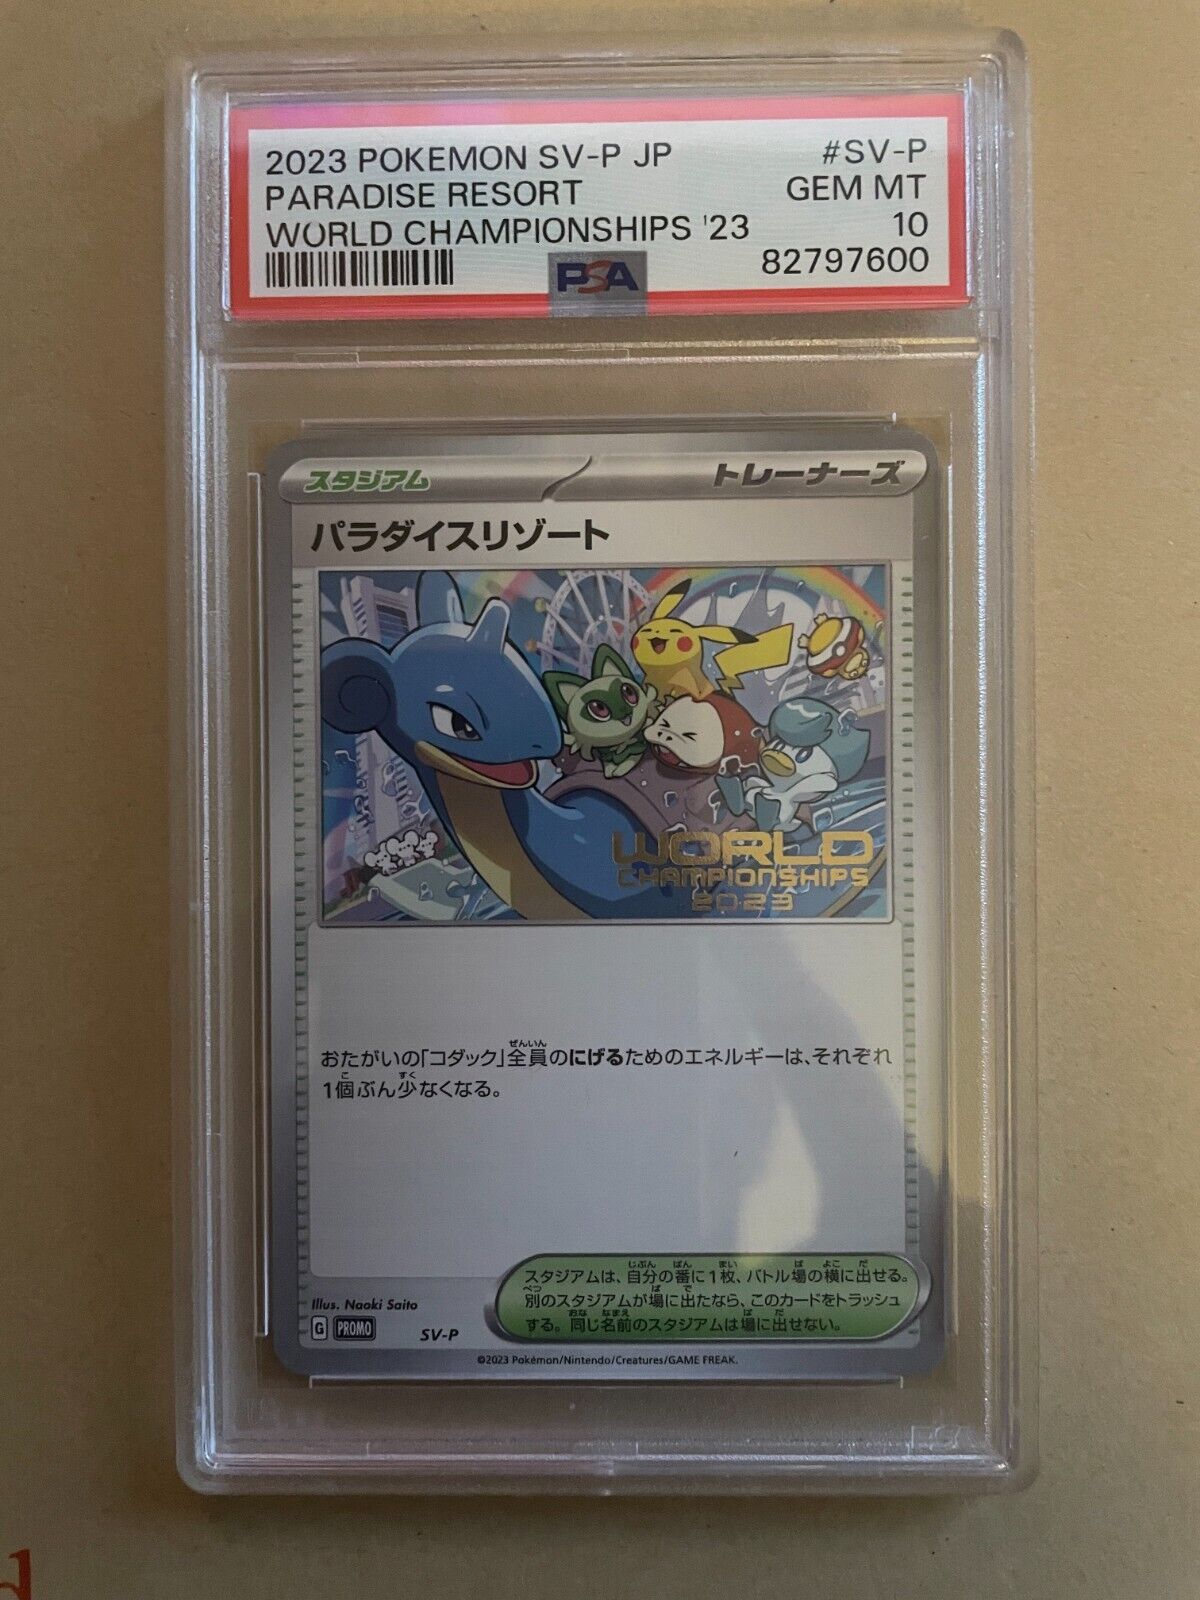 2023 POKEMON SV-P JP #SV-P
PARADISE RESORT GEM MT
WORLD CHAMPIONSHIPS '23 10
PSA 82797600
スタジアム トレーナーズ
パラダイスリゾート
WORLD
CHAMPIONSHIPS
2023
おたがいの「コダック」全員のにげるためのエネルギーは、それぞれ
1個ぶん少なくなる。
スタジアムは、自分の番に1枚、バトル場の横に出せる。
別のスタジアムが場に出たなら、このカードをトラッシュ
する。同じ名前のスタジアムは場に出せない。
Illus. Naoki Saito
G PROMO SV-P
©2023 Pokémon/Nintendo/Creatures/GAME FREAK.